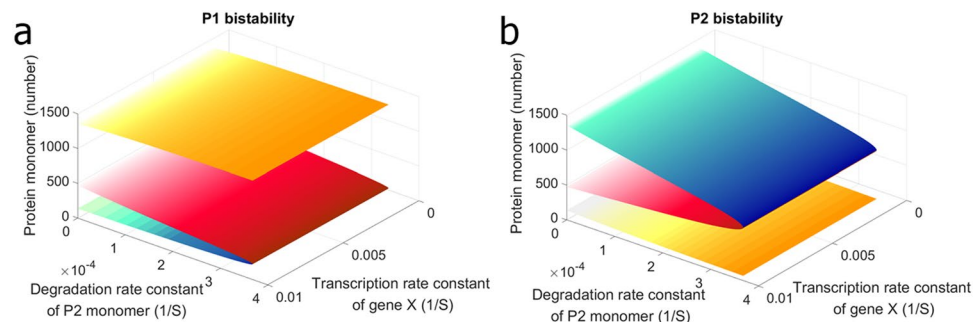 a
P1 bistability
Protein monomer (number)
1500
1000
500
0
0
1
2
3
4
×10-4
Degradation rate constant
of P2 monomer (1/S)
0.01
0.005
0
Transcription rate constant
of gene X (1/S)
b
P2 bistability
Protein monomer (number)
1500
1000
500
0
0
1
2
3
4
×10-4
Degradation rate constant
of P2 monomer (1/S)
0.01
0.005
0
Transcription rate constant
of gene X (1/S)